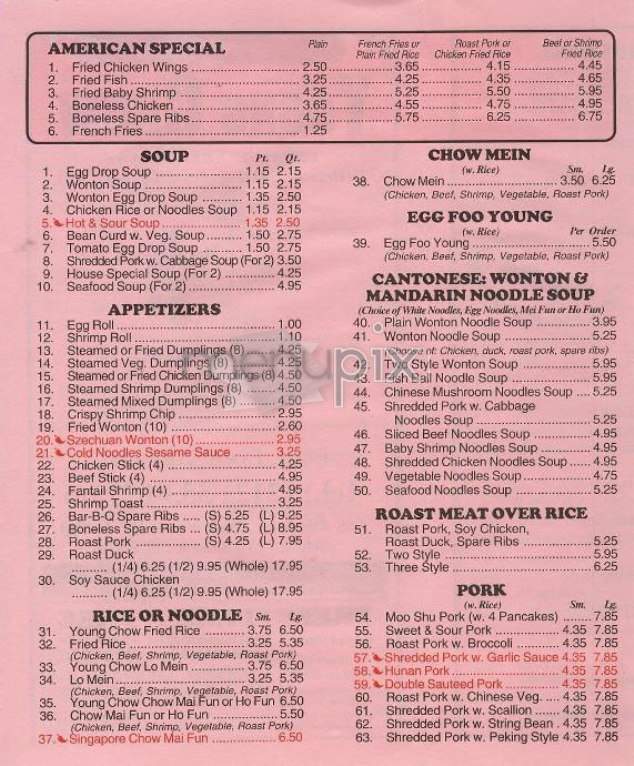 AMERICAN SPECIAL Plain French Fries or Plain Fried Rice Roast Pork or Chicken Fried Rice Beef or Shrimp Fried Rice
1. Fried Chicken Wings 2.50 3.65 4.15 4.45
2. Fried Fish 3.25 4.25 4.35 4.65
3. Fried Baby Shrimp 4.25 5.25 5.50 5.95
4. Boneless Chicken 3.65 4.55 4.75 4.95
5. Boneless Spare Ribs 4.75 5.75 6.25 6.75
6. French Fries 1.25
SOUP Pt. Qt.
1. Egg Drop Soup 1.15 2.15
2. Wonton Soup 1.15 2.15
3. Wonton Egg Drop Soup 1.35 2.50
4. Chicken Rice or Noodles Soup 1.15 2.15
5. Hot & Sour Soup 1.35 2.50
6. Bean Curd w. Veg. Soup 1.50 2.75
7. Tomato Egg Drop Soup 1.50 2.75
8. Shredded Pork w. Cabbage Soup (For 2) 3.50
9. House Special Soup (For 2) 4.25
10. Seafood Soup (For 2) 4.95
APPETIZERS
11. Egg Roll 1.00
12. Shrimp Roll 1.10
13. Steamed or Fried Dumplings (8) 4.25
14. Steamed Veg. Dumplings (8) 4.25
15. Steamed or Fried Chicken Dumplings (8) 4.50
16. Steamed Shrimp Dumplings (8) 4.50
17. Steamed Mixed Dumplings (8) 4.50
18. Crispy Shrimp Chip 2.95
19. Fried Wonton (10) 2.60
20. Szechuan Wonton (10) 2.95
21. Cold Noodles Sesame Sauce 3.25
22. Chicken Stick (4) 4.25
23. Beef Stick (4) 4.95
24. Fantail Shrimp (4) 4.95
25. Shrimp Toast 3.25
26. Bar-B-Q Spare Ribs (S) 5.25 (L) 9.25
27. Boneless Spare Ribs (S) 4.75 (L) 8.95
28. Roast Pork (S) 4.25 (L) 7.95
29. Roast Duck
(1/4) 6.25 (1/2) 9.95 (Whole) 17.95
30. Soy Sauce Chicken
(1/4) 6.25 (1/2) 9.95 (Whole) 17.95
RICE OR NOODLE Sm. Lg.
31. Young Chow Fried Rice 3.75 6.50
32. Fried Rice 3.25 5.35
(Chicken, Beef, Shrimp, Vegetable, Roast Pork)
33. Young Chow Lo Mein 3.75 6.50
34. Lo Mein 3.25 5.35
(Chicken, Beef, Shrimp, Vegetable, Roast Pork)
35. Young Chow Chow Mai Fun or Ho Fun 6.50
36. Chow Mai Fun or Ho Fun 5.50
(Chicken, Beef, Shrimp, Vegetable, Roast Pork)
37. Singapore Chow Mai Fun 6.50
CHOW MEIN
(w. Rice) Sm. Lg.
38. Chow Mein 3.50 6.25
(Chicken, Beef, Shrimp, Vegetable, Roast Pork)
EGG FOO YOUNG
(w. Rice) Per Order
39. Egg Foo Young 5.50
(Chicken, Beef, Shrimp, Vegetable, Roast Pork)
CANTONESE: WONTON &
MANDARIN NOODLE SOUP
(Choice of White Noodles, Egg Noodles, Mei Fun or Ho Fun)
40. Plain Wonton Noodle Soup 3.95
41. Wonton Noodle Soup 5.25
of: Chicken, duck, roast pork, spare ribs)
42. Two Style Wonton Soup 5.95
43. Fish Ball Noodle Soup 5.95
44. Chinese Mushroom Noodles Soup 5.25
45. Shredded Pork w. Cabbage
Noodles Soup 5.25
46. Sliced Beef Noodles Soup 4.95
47. Baby Shrimp Noodles Soup 4.95
48. Shredded Chicken Noodles Soup 4.95
49. Vegetable Noodles Soup 4.75
50. Seafood Noodles Soup 5.25
ROAST MEAT OVER RICE
51. Roast Pork, Soy Chicken,
Roast Duck, Spare Ribs 5.25
52. Two Style 5.95
53. Three Style 6.25
PORK
(w. Rice) Sm. Lg.
54. Moo Shu Pork (w. 4 Pancakes) 7.85
55. Sweet & Sour Pork 4.35 7.85
56. Roast Pork w. Broccoli 4.35 7.85
57. Shredded Pork w. Garlic Sauce 4.35 7.85
58. Hunan Pork 4.35 7.85
59. Double Sauteed Pork 4.35 7.85
60. Roast Pork w. Chinese Veg. 4.35 7.85
61. Shredded Pork w. Scallion 4.35 7.85
62. Shredded Pork w. String Bean 4.35 7.85
63. Shredded Pork w. Peking Style 4.35 7.85
menupix